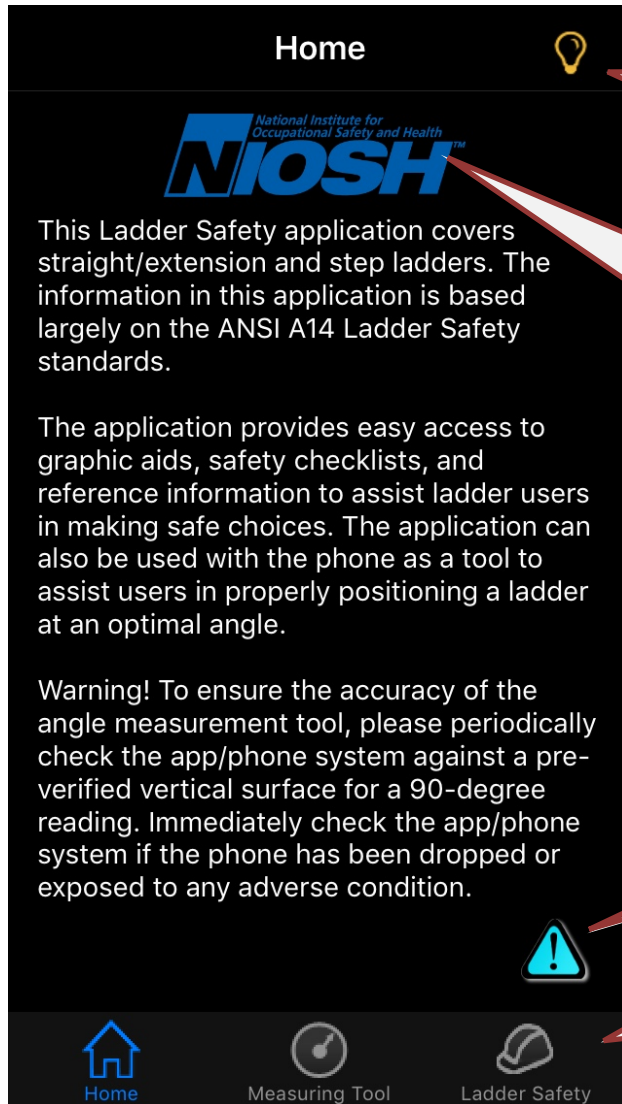 Home
National Institute for
Occupational Safety and Health
NIOSH™
This Ladder Safety application covers
straight/extension and step ladders. The
information in this application is based
largely on the ANSI A14 Ladder Safety
standards.
The application provides easy access to
graphic aids, safety checklists, and
reference information to assist ladder users
in making safe choices. The application can
also be used with the phone as a tool to
assist users in properly positioning a ladder
at an optimal angle.
Warning! To ensure the accuracy of the
angle measurement tool, please periodically
check the app/phone system against a pre-
verified vertical surface for a 90-degree
reading. Immediately check the app/phone
system if the phone has been dropped or
exposed to any adverse condition.
!
Home Measuring Tool Ladder Safety